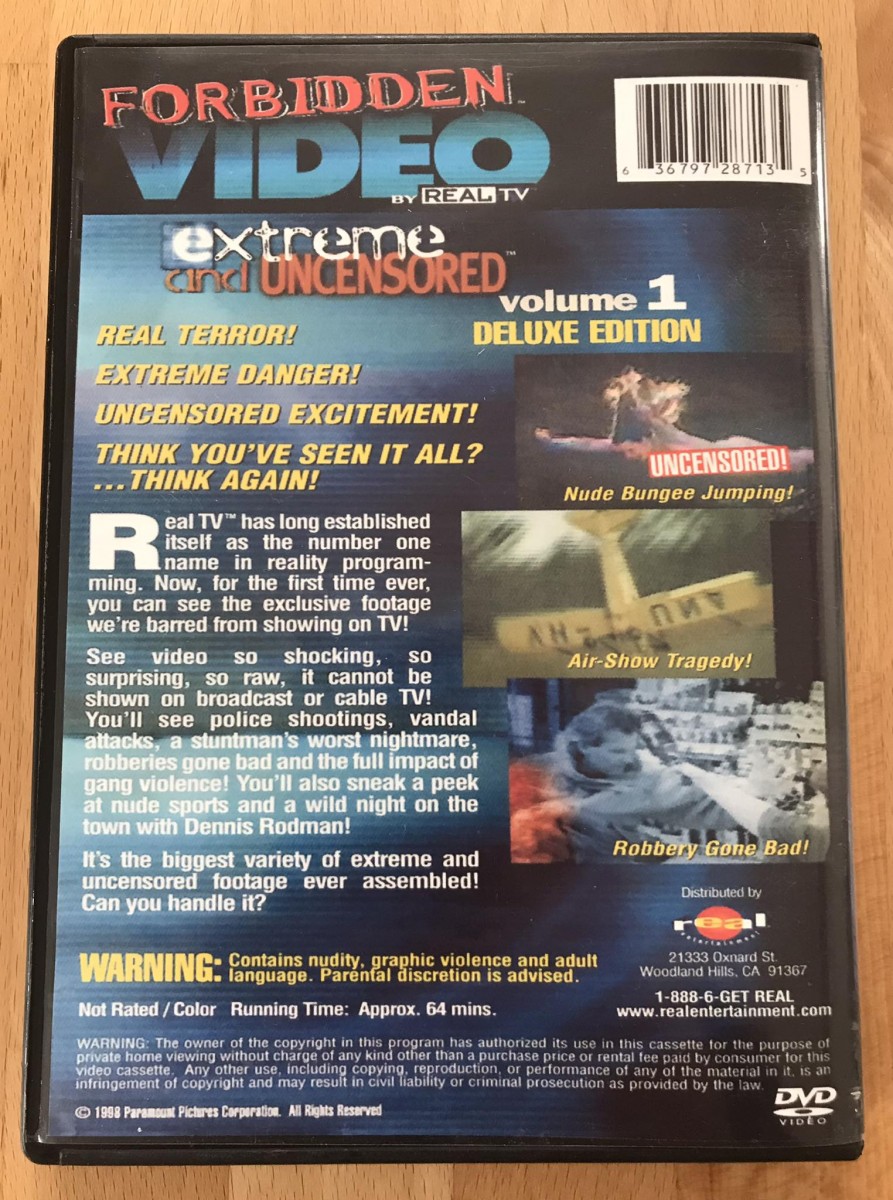 FORBIDDEN™
VIDEO
BY REAL TV
6 36797 28713 5
extreme
and UNCENSORED™
volume 1
DELUXE EDITION
REAL TERROR!
EXTREME DANGER!
UNCENSORED EXCITEMENT!
THINK YOU'VE SEEN IT ALL?
...THINK AGAIN!
UNCENSORED!
Nude Bungee Jumping!
Real TV™ has long established
itself as the number one
name in reality program-
ming. Now, for the first time ever,
you can see the exclusive footage
we're barred from showing on TV!
Air-Show Tragedy!
See video so shocking, so
surprising, so raw, it cannot be
shown on broadcast or cable TV!
You'll see police shootings, vandal
attacks, a stuntman's worst nightmare,
robberies gone bad and the full impact of
gang violence! You'll also sneak a peek
at nude sports and a wild night on the
town with Dennis Rodman!
Robbery Gone Bad!
It's the biggest variety of extreme and
uncensored footage ever assembled!
Can you handle it?
Distributed by
real
entertainment
21333 Oxnard St.
Woodland Hills, CA 91367
1-888-6-GET REAL
www.realentertainment.com
WARNING: Contains nudity, graphic violence and adult
language. Parental discretion is advised.
Not Rated / Color Running Time: Approx. 64 mins.
WARNING: The owner of the copyright in this program has authorized its use in this cassette for the purpose of
private home viewing without charge of any kind other than a purchase price or rental fee paid by consumer for this
video cassette. Any other use, including copying, reproduction, or performance of any of the material in it, is an
infringement of copyright and may result in civil liability or criminal prosecution as provided by the law.
© 1998 Paramount Pictures Corporation. All Rights Reserved
DVD
VIDEO